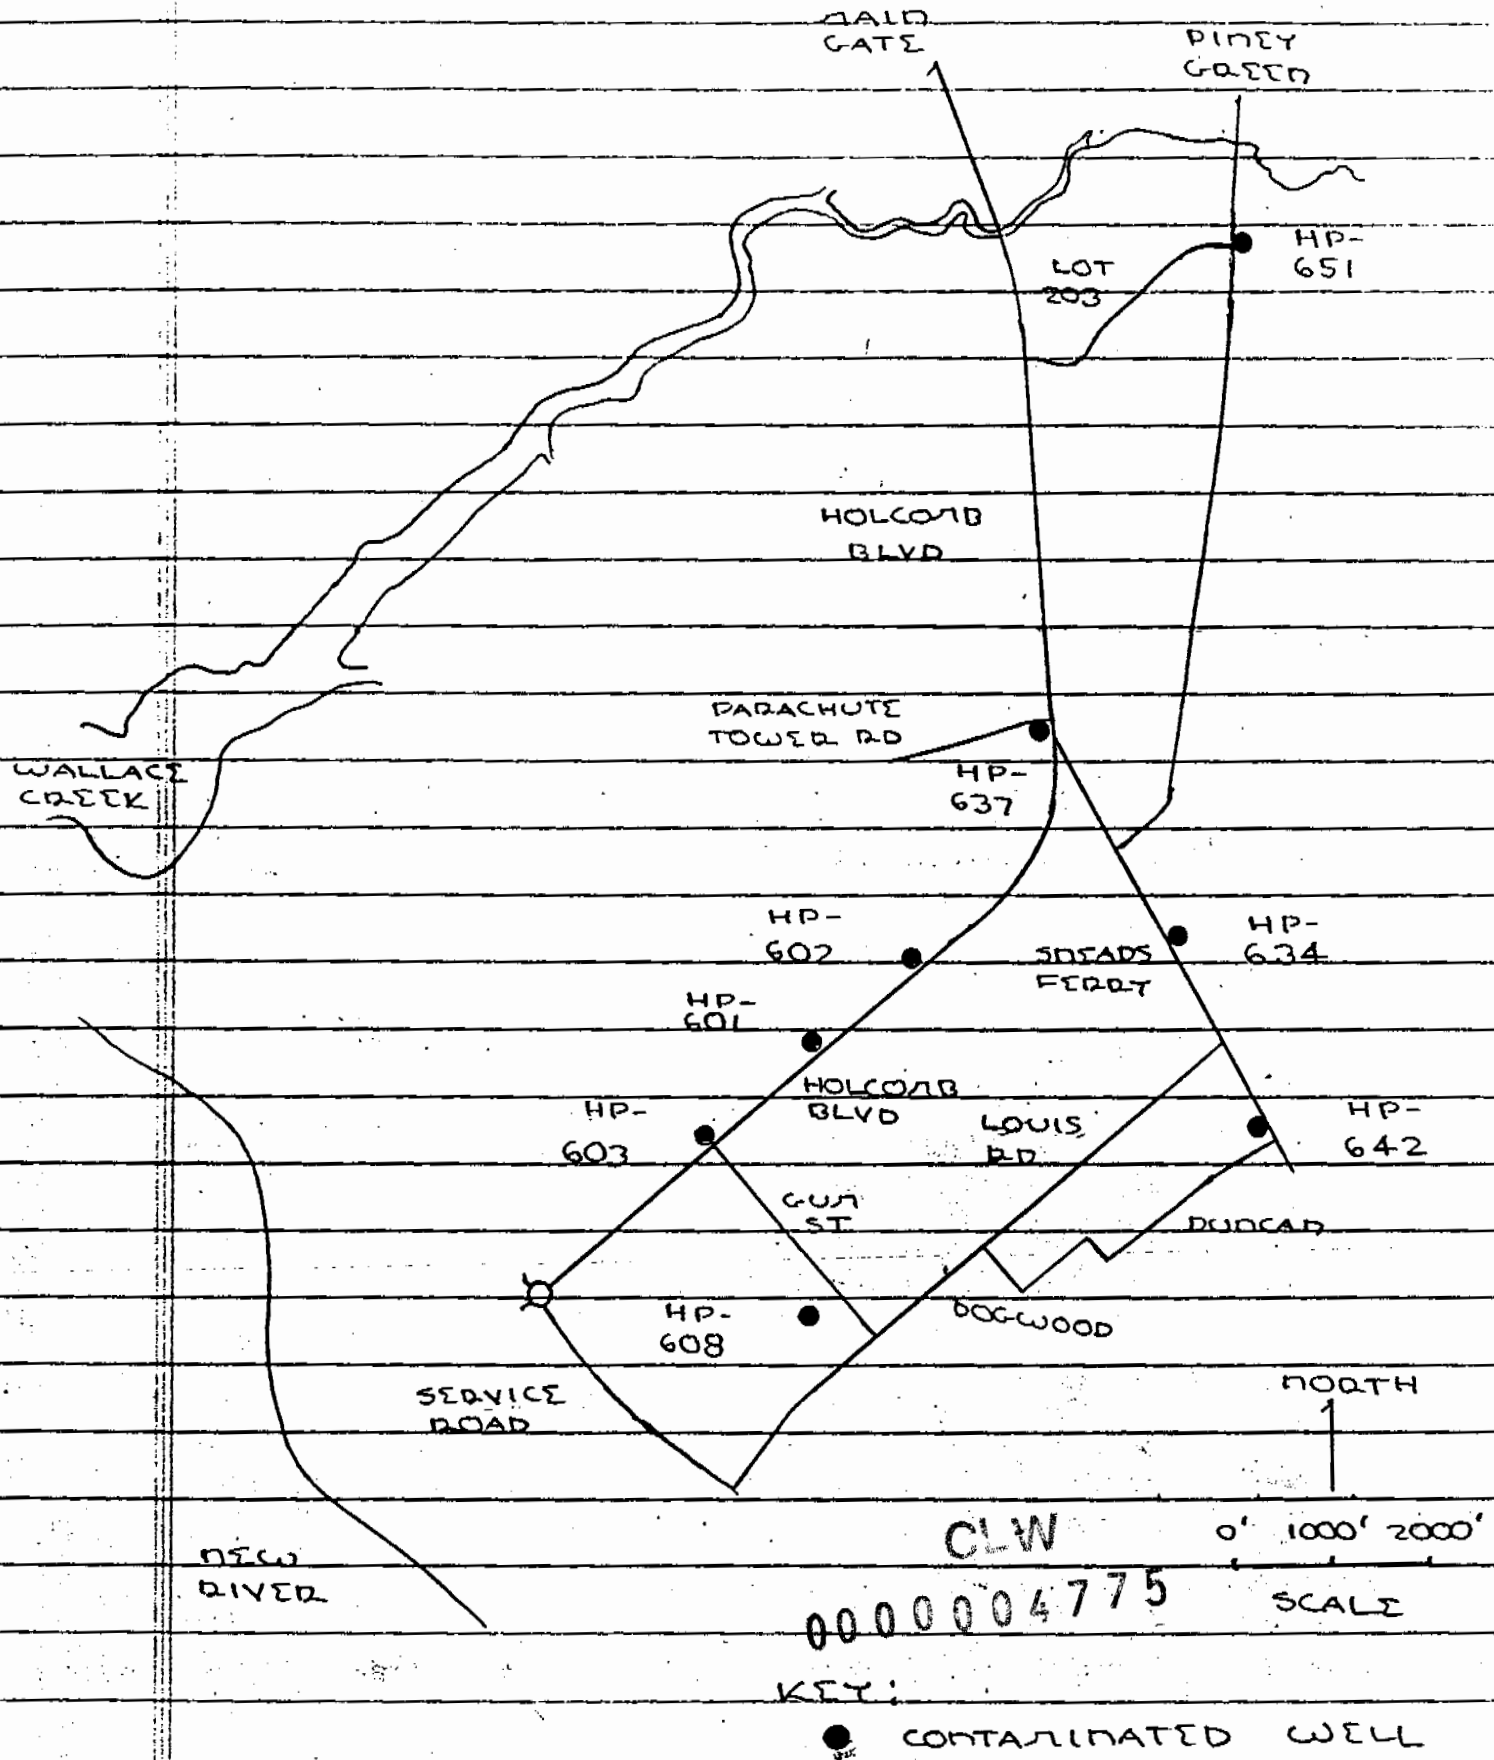 MAIN
GATE
PINEY
GREEN
HP-
651
LOT
203
HOLCOMB
BLVD
PARACHUTE
TOWER RD
HP-
637
WALLACE
CREEK
HP-
602
SNEADS
FERRY
HP-
634
HP-
601
HOLCOMB
BLVD
HP-
603
LOUIS
RD
HP-
642
GUM
ST
DUNCAN
HP-
608
DOGWOOD
SERVICE
ROAD
NORTH
CLW
0' 1000' 2000'
0000004775
SCALE
NEW
RIVER
KEY:
CONTAMINATED WELL